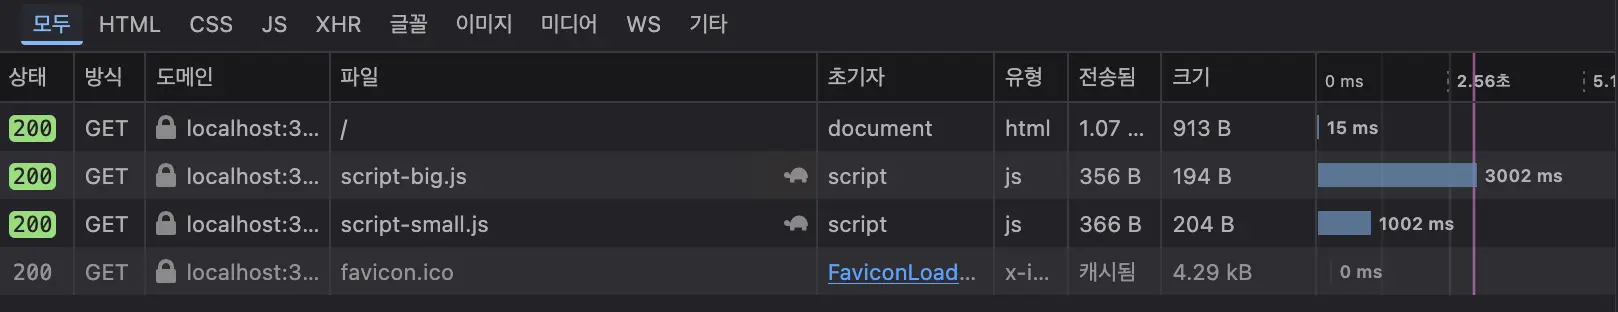 모두 HTML CSS JS XHR 글꼴 이미지 미디어 WS 기타
상태 방식 도메인 파일 초기자 유형 전송됨 크기 0 ms 2.56초 5.1
200 GET localhost:3... / document html 1.07 ... 913 B 15 ms
200 GET localhost:3... script-big.js script js 356 B 194 B 3002 ms
200 GET localhost:3... script-small.js script js 366 B 204 B 1002 ms
200 GET localhost:3... favicon.ico FaviconLoad... x-i... 캐시됨 4.29 kB 0 ms